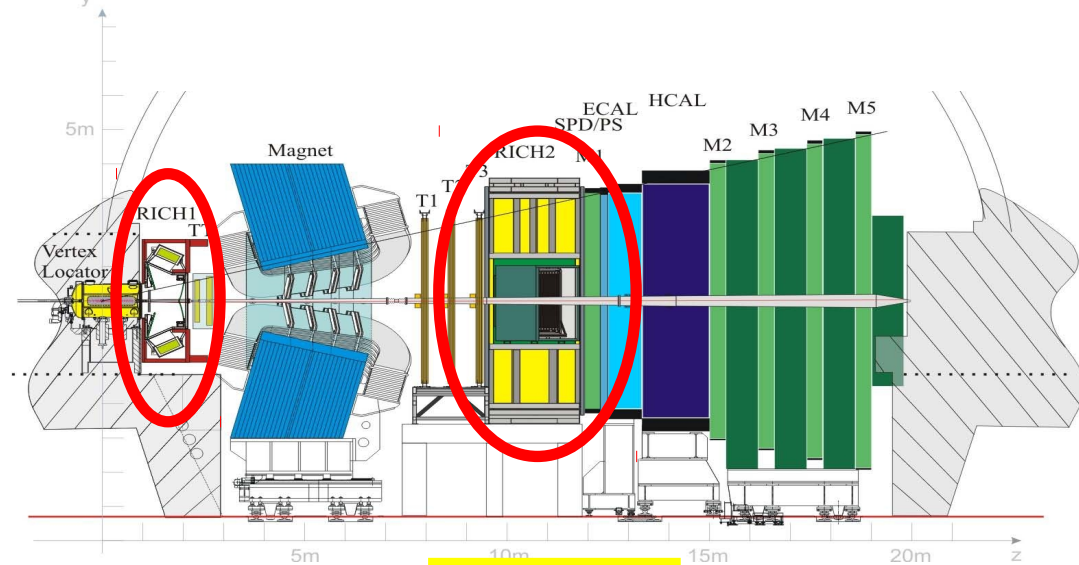 y
5m
ECAL
HCAL
SPD/PS
M1
M2
M3
M4
M5
Magnet
RICH2
T3
T1
RICH1
Vertex
Locator
5m
10m
15m
20m
z